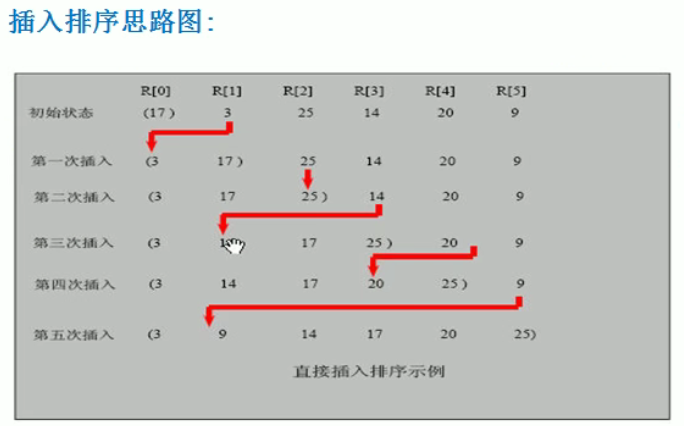 插入排序思路图:
R[0] R[1] R[2] R[3] R[4] R[5]
初始状态 (17) 3 25 14 20 9
第一次插入 (3 17) 25 14 20 9
第二次插入 (3 17 25) 14 20 9
第三次插入 (3 17 25) 20 9
第四次插入 (3 14 17 20 25) 9
第五次插入 (3 9 14 17 20 25)
直接插入排序示例